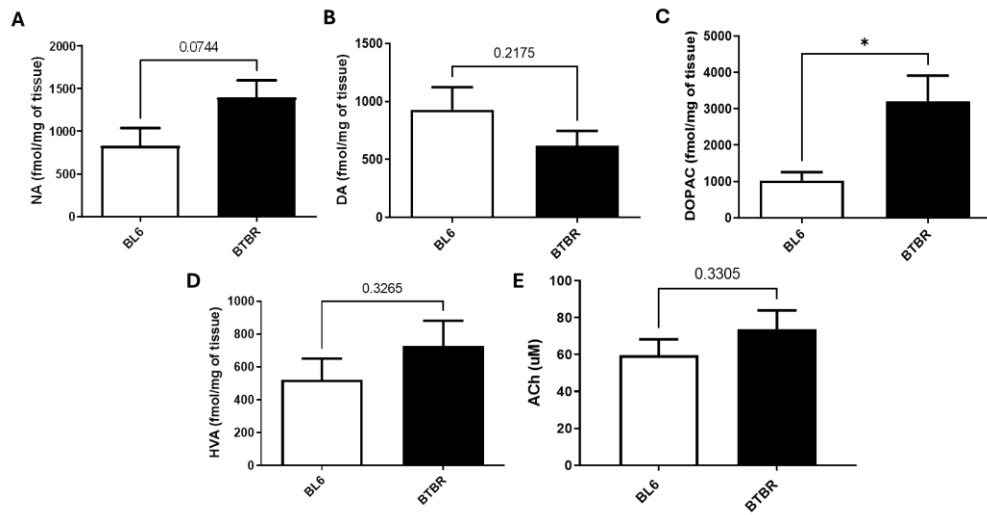 A
NA (fmol/mg of tissue)
2000
1500
1000
500
0
0.0744
BL6
BTBR
B
DA (fmol/mg of tissue)
1500
1000
500
0
0.2175
BL6
BTBR
C
DOPAC (fmol/mg of tissue)
5000
4000
3000
2000
1000
0
*
BL6
BTBR
D
HVA (fmol/mg of tissue)
1000
800
600
400
200
0
0.3265
BL6
BTBR
E
ACh (uM)
100
80
60
40
20
0
0.3305
BL6
BTBR